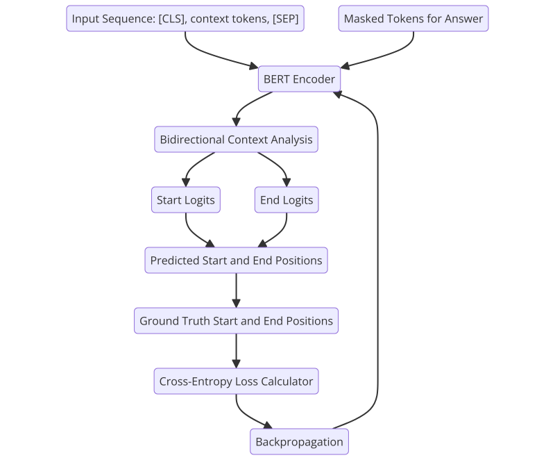 Input Sequence: [CLS], context tokens, [SEP]
Masked Tokens for Answer
BERT Encoder
Bidirectional Context Analysis
Start Logits
End Logits
Predicted Start and End Positions
Ground Truth Start and End Positions
Cross-Entropy Loss Calculator
Backpropagation